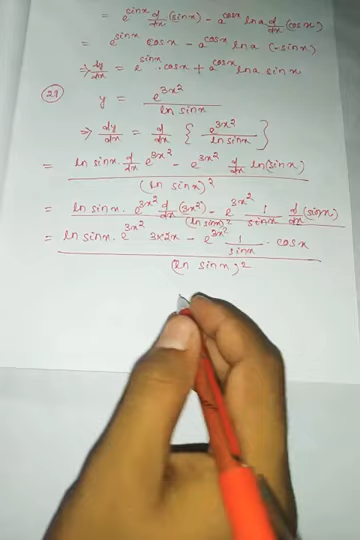 = e^sinx d/dx (sinx) - a^cosx lna d/dx (cosx)
= e^sinx cosx - a^cosx lna (-sinx)
⇒ dy/dx = e^sinx . cosx + a^cosx lna sinx
(29) y = e^3x² / ln sinx
⇒ dy/dx = d/dx { e^3x² / ln sinx }
= ln sinx . d/dx e^3x² - e^3x² d/dx ln(sinx) / (ln sinx)²
= ln sinx . e^3x² d/dx (3x²) - e^3x² 1/sinx d/dx (sinx) / (ln sinx)²
= ln sinx . e^3x² 3x2x - e^3x² 1/sinx . cosx / (ln sinx)²